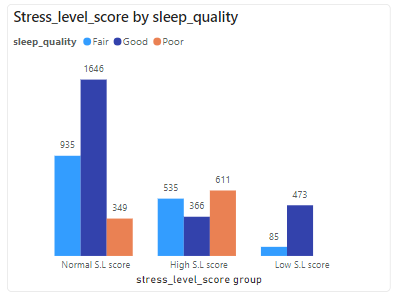 Stress_level_score by sleep_quality
sleep_quality Fair Good Poor
1646
935
349
535
366
611
85
473
Normal S.L score High S.L score Low S.L score
stress_level_score group